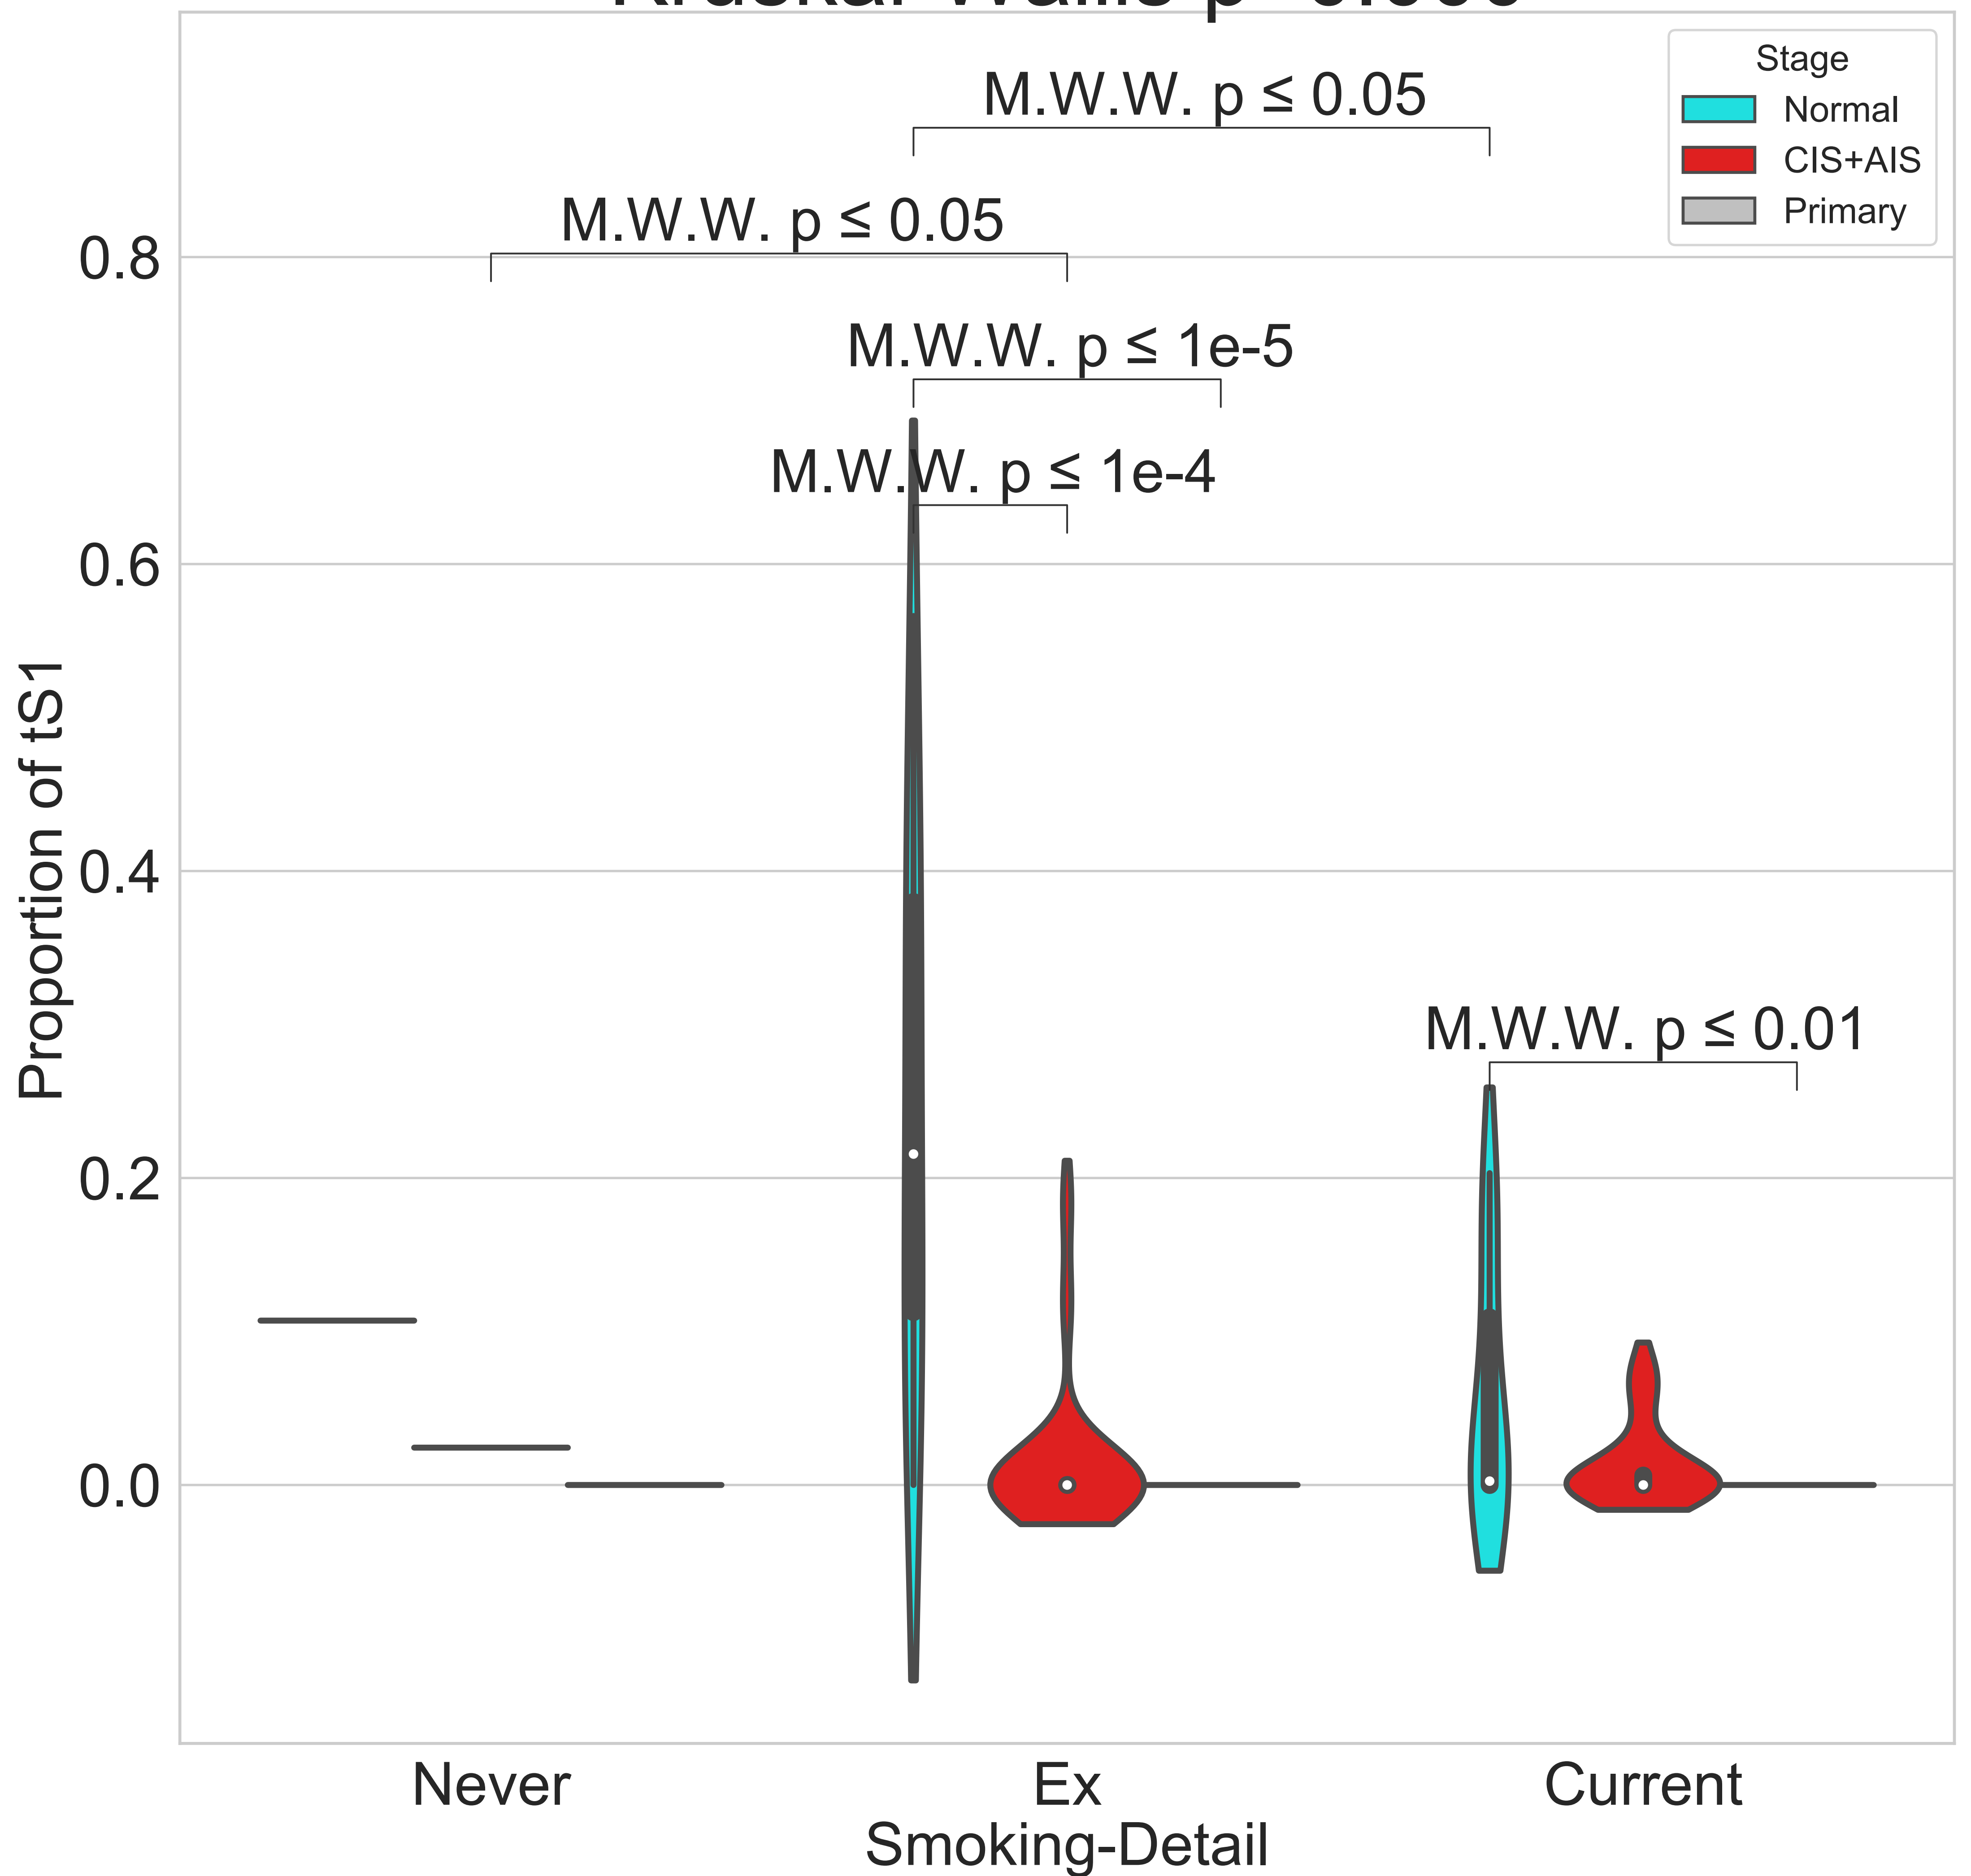 Stage
Normal
CIS+AIS
Primary
M.W.W. p ≤ 0.05
M.W.W. p ≤ 0.05
M.W.W. p ≤ 1e-5
M.W.W. p ≤ 1e-4
M.W.W. p ≤ 0.01
0.8
0.6
0.4
0.2
0.0
Proportion of tS1
Never
Ex
Current
Smoking-Detail